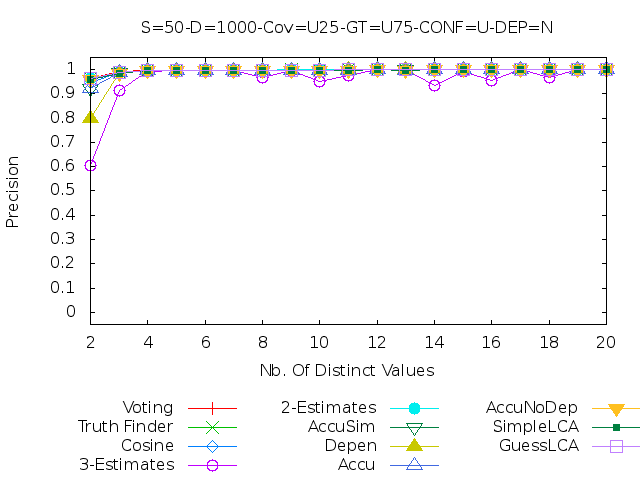 S=50-D=1000-Cov=U25-GT=U75-CONF=U-DEP=N
Precision
1
0.9
0.8
0.7
0.6
0.5
0.4
0.3
0.2
0.1
0
2 4 6 8 10 12 14 16 18 20
Nb. Of Distinct Values
Voting 2-Estimates AccuNoDep
Truth Finder AccuSim SimpleLCA
Cosine Depen GuessLCA
3-Estimates Accu